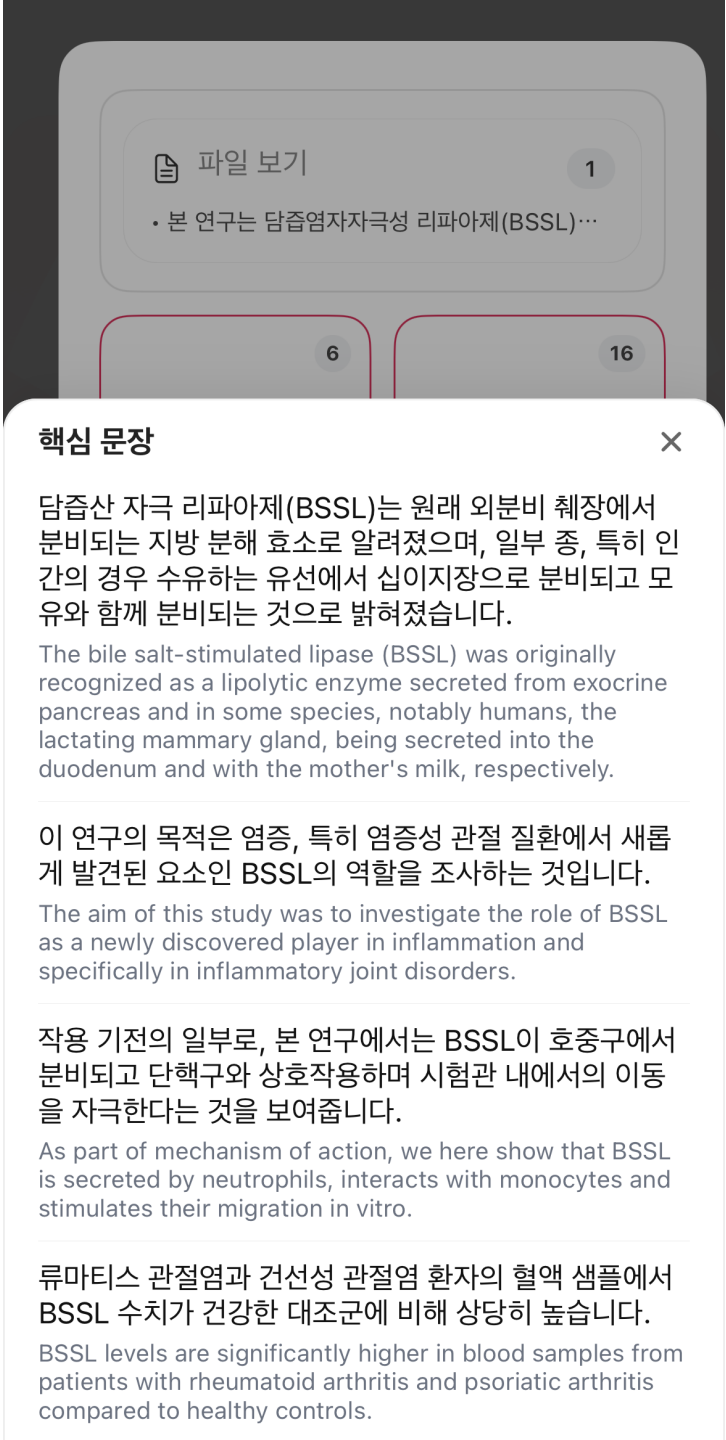 파일 보기
1
• 본 연구는 담즙염자자극성 리파아제(BSSL)…
6
16
핵심 문장
담즙산 자극 리파아제(BSSL)는 원래 외분비 췌장에서
분비되는 지방 분해 효소로 알려졌으며, 일부 종, 특히 인
간의 경우 수유하는 유선에서 십이지장으로 분비되고 모
유와 함께 분비되는 것으로 밝혀졌습니다.
The bile salt-stimulated lipase (BSSL) was originally
recognized as a lipolytic enzyme secreted from exocrine
pancreas and in some species, notably humans, the
lactating mammary gland, being secreted into the
duodenum and with the mother's milk, respectively.
이 연구의 목적은 염증, 특히 염증성 관절 질환에서 새롭
게 발견된 요소인 BSSL의 역할을 조사하는 것입니다.
The aim of this study was to investigate the role of BSSL
as a newly discovered player in inflammation and
specifically in inflammatory joint disorders.
작용 기전의 일부로, 본 연구에서는 BSSL이 호중구에서
분비되고 단핵구와 상호작용하며 시험관 내에서의 이동
을 자극한다는 것을 보여줍니다.
As part of mechanism of action, we here show that BSSL
is secreted by neutrophils, interacts with monocytes and
stimulates their migration in vitro.
류마티스 관절염과 건선성 관절염 환자의 혈액 샘플에서
BSSL 수치가 건강한 대조군에 비해 상당히 높습니다.
BSSL levels are significantly higher in blood samples from
patients with rheumatoid arthritis and psoriatic arthritis
compared to healthy controls.